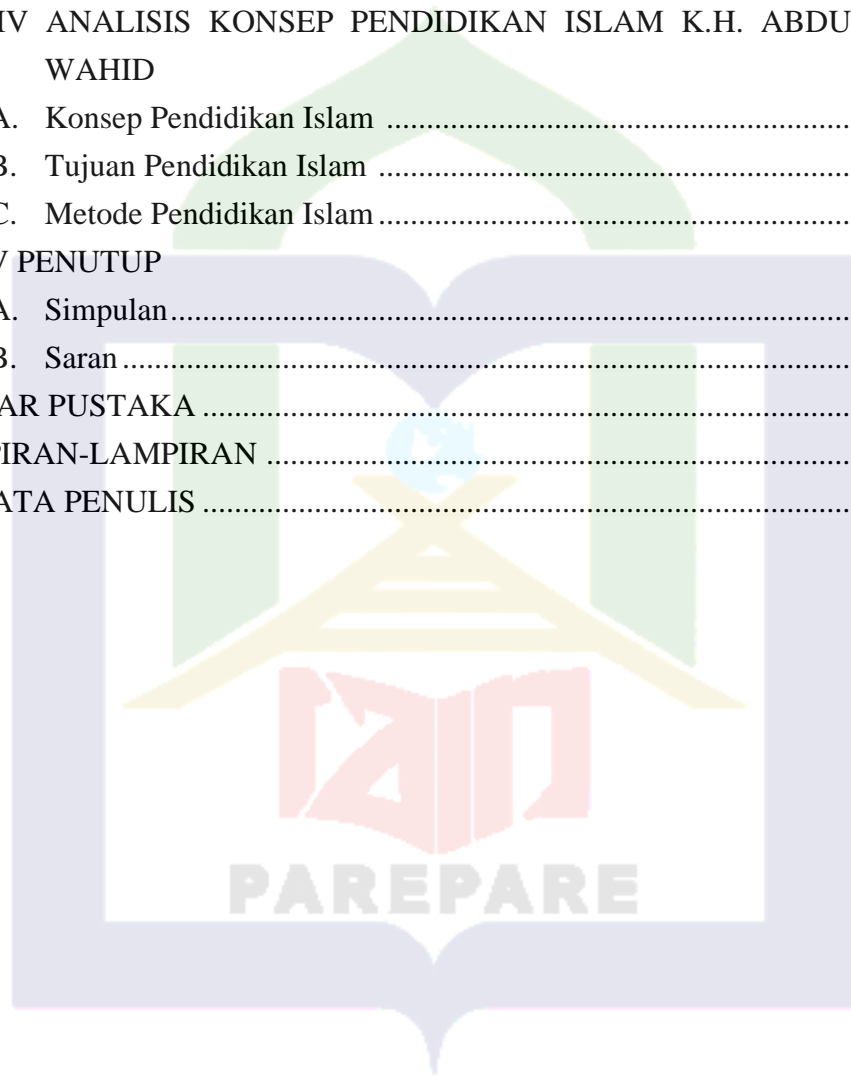 IV ANALISIS KONSEP PENDIDIKAN ISLAM K.H. ABDU
WAHID
A. Konsep Pendidikan Islam ........................................................................
B. Tujuan Pendidikan Islam ........................................................................
C. Metode Pendidikan Islam ........................................................................
V PENUTUP
A. Simpulan ........................................................................
B. Saran ........................................................................
AR PUSTAKA ........................................................................
PIRAN-LAMPIRAN ........................................................................
ATA PENULIS ........................................................................
iain
PAREPARE